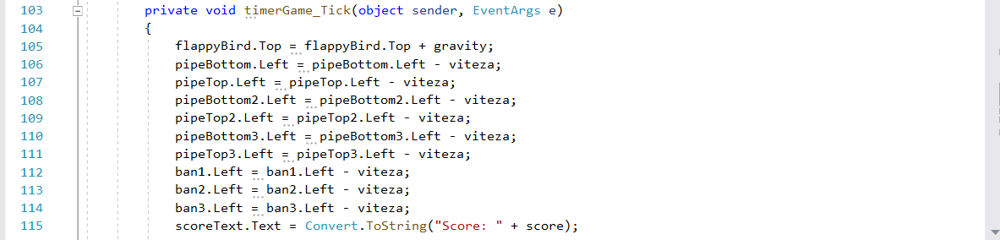 103 private void timerGame_Tick(object sender, EventArgs e)
104 {
105 flappyBird.Top = flappyBird.Top + gravity;
106 pipeBottom.Left = pipeBottom.Left - viteza;
107 pipeTop.Left = pipeTop.Left - viteza;
108 pipeBottom2.Left = pipeBottom2.Left - viteza;
109 pipeTop2.Left = pipeTop2.Left - viteza;
110 pipeBottom3.Left = pipeBottom3.Left - viteza;
111 pipeTop3.Left = pipeTop3.Left - viteza;
112 ban1.Left = ban1.Left - viteza;
113 ban2.Left = ban2.Left - viteza;
114 ban3.Left = ban3.Left - viteza;
115 scoreText.Text = Convert.ToString("Score: " + score);